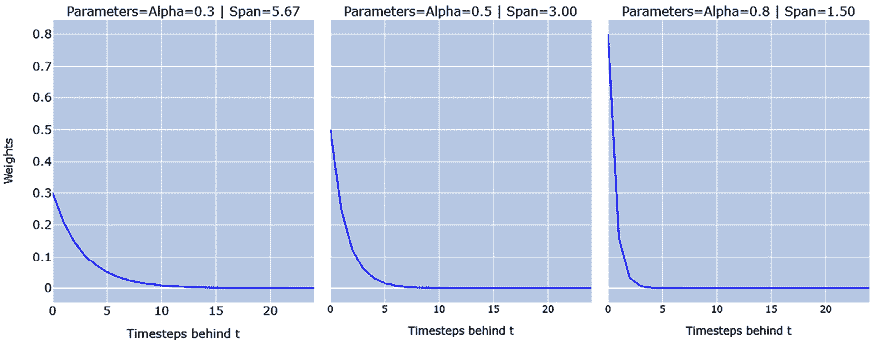 Parameters=Alpha=0.3 | Span=5.67
Parameters=Alpha=0.5 | Span=3.00
Parameters=Alpha=0.8 | Span=1.50
Weights
0.8
0.7
0.6
0.5
0.4
0.3
0.2
0.1
0
0 5 10 15 20
0 5 10 15 20
0 5 10 15 20
Timesteps behind t
Timesteps behind t
Timesteps behind t